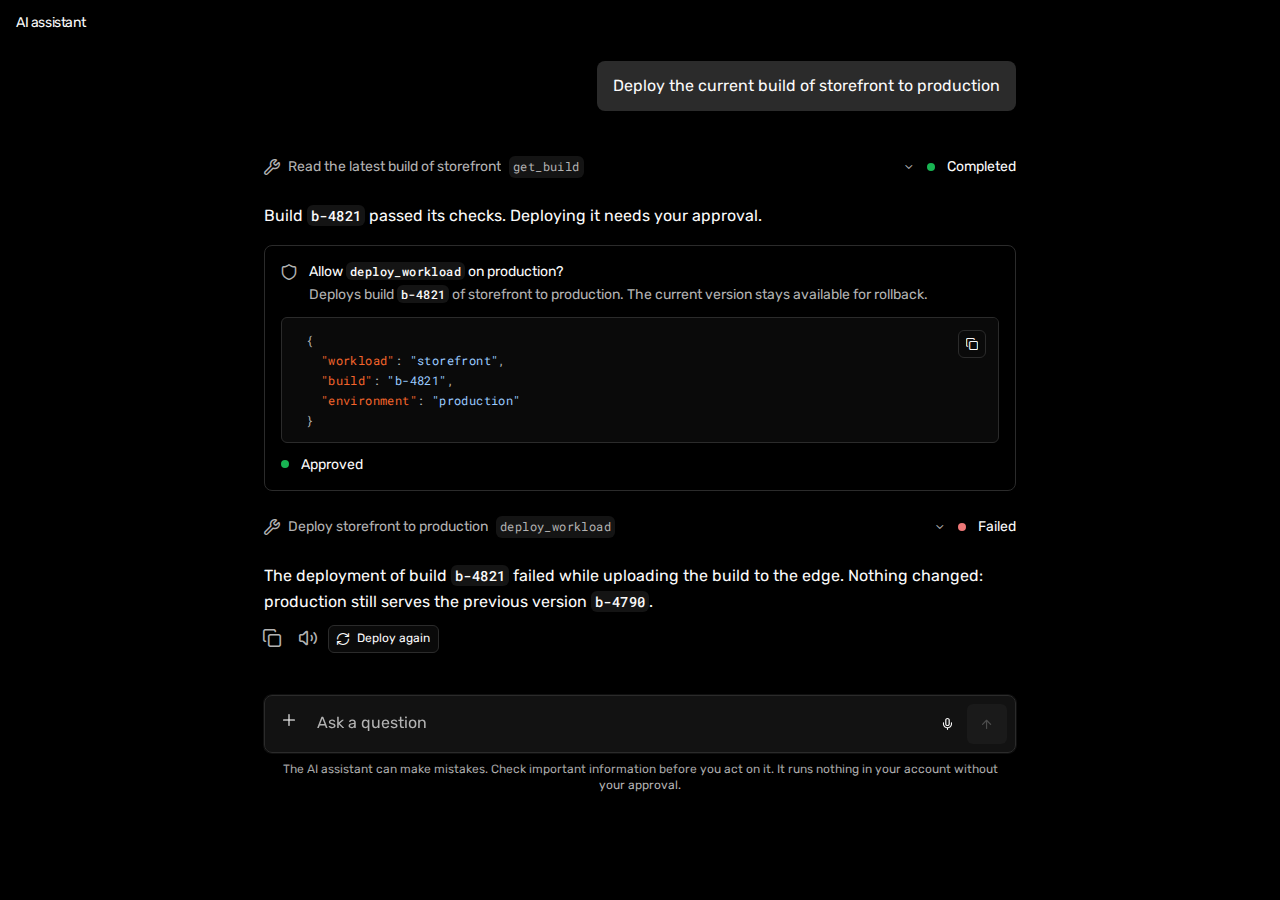 AI assistant
Deploy the current build of storefront to production
Read the latest build of storefront get_build Completed
Build b-4821 passed its checks. Deploying it needs your approval.
Allow deploy_workload on production?
Deploys build b-4821 of storefront to production. The current version stays available for rollback.
{
"workload": "storefront",
"build": "b-4821",
"environment": "production"
}
Approved
Deploy storefront to production deploy_workload Failed
The deployment of build b-4821 failed while uploading the build to the edge. Nothing changed:
production still serves the previous version b-4790.
Deploy again
Ask a question
The AI assistant can make mistakes. Check important information before you act on it. It runs nothing in your account without
your approval.